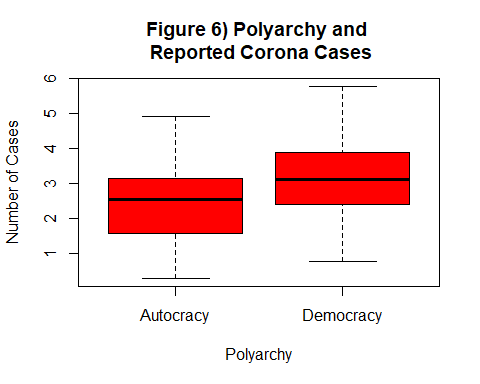 Figure 6) Polyarchy and
Reported Corona Cases
Number of Cases
6
5
4
3
2
1
Autocracy Democracy
Polyarchy